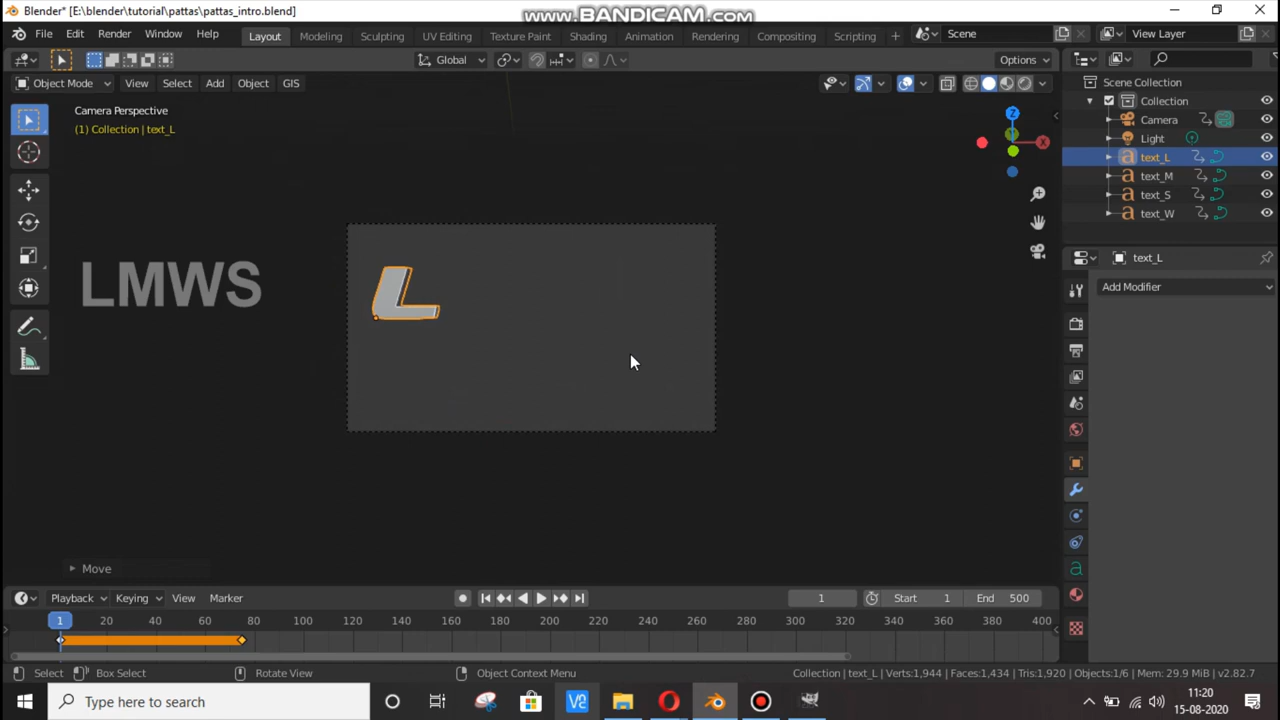 Blender* [E:\blender\tutorial\pattas\pattas_intro.blend]
www.BANDICAM.com
File Edit Render Window Help
Layout Modeling Sculpting UV Editing Texture Paint Shading Animation Rendering Compositing Scripting +
Scene
View Layer
Global
Options
Object Mode View Select Add Object GIS
Camera Perspective
(1) Collection | text_L
Z
X
Scene Collection
Collection
Camera
Light
text_L
text_M
text_S
text_W
text_L
Add Modifier
LMWS
L
Move
Playback Keying View Marker
1
Start 1
End 500
1 20 40 60 80 100 120 140 160 180 200 220 240 260 280 300 320 340 360 380 400
Select Box Select Rotate View Object Context Menu
Collection | text_L | Verts:1,944 | Faces:1,434 | Tris:1,920 | Objects:1/6 | Mem: 29.9 MiB | v2.82.7
Type here to search
11:20
15-08-2020